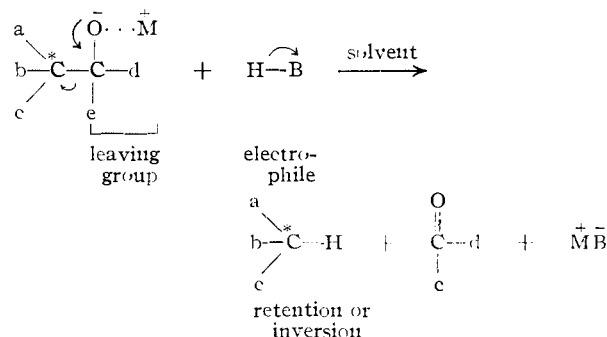 a
Ō · · · M⁺
b—C*—C—d + H—B solvent
c
e
leaving group electro-phile
a O
b—C*—H + C—d + M⁺B⁻
c c
retention or inversion